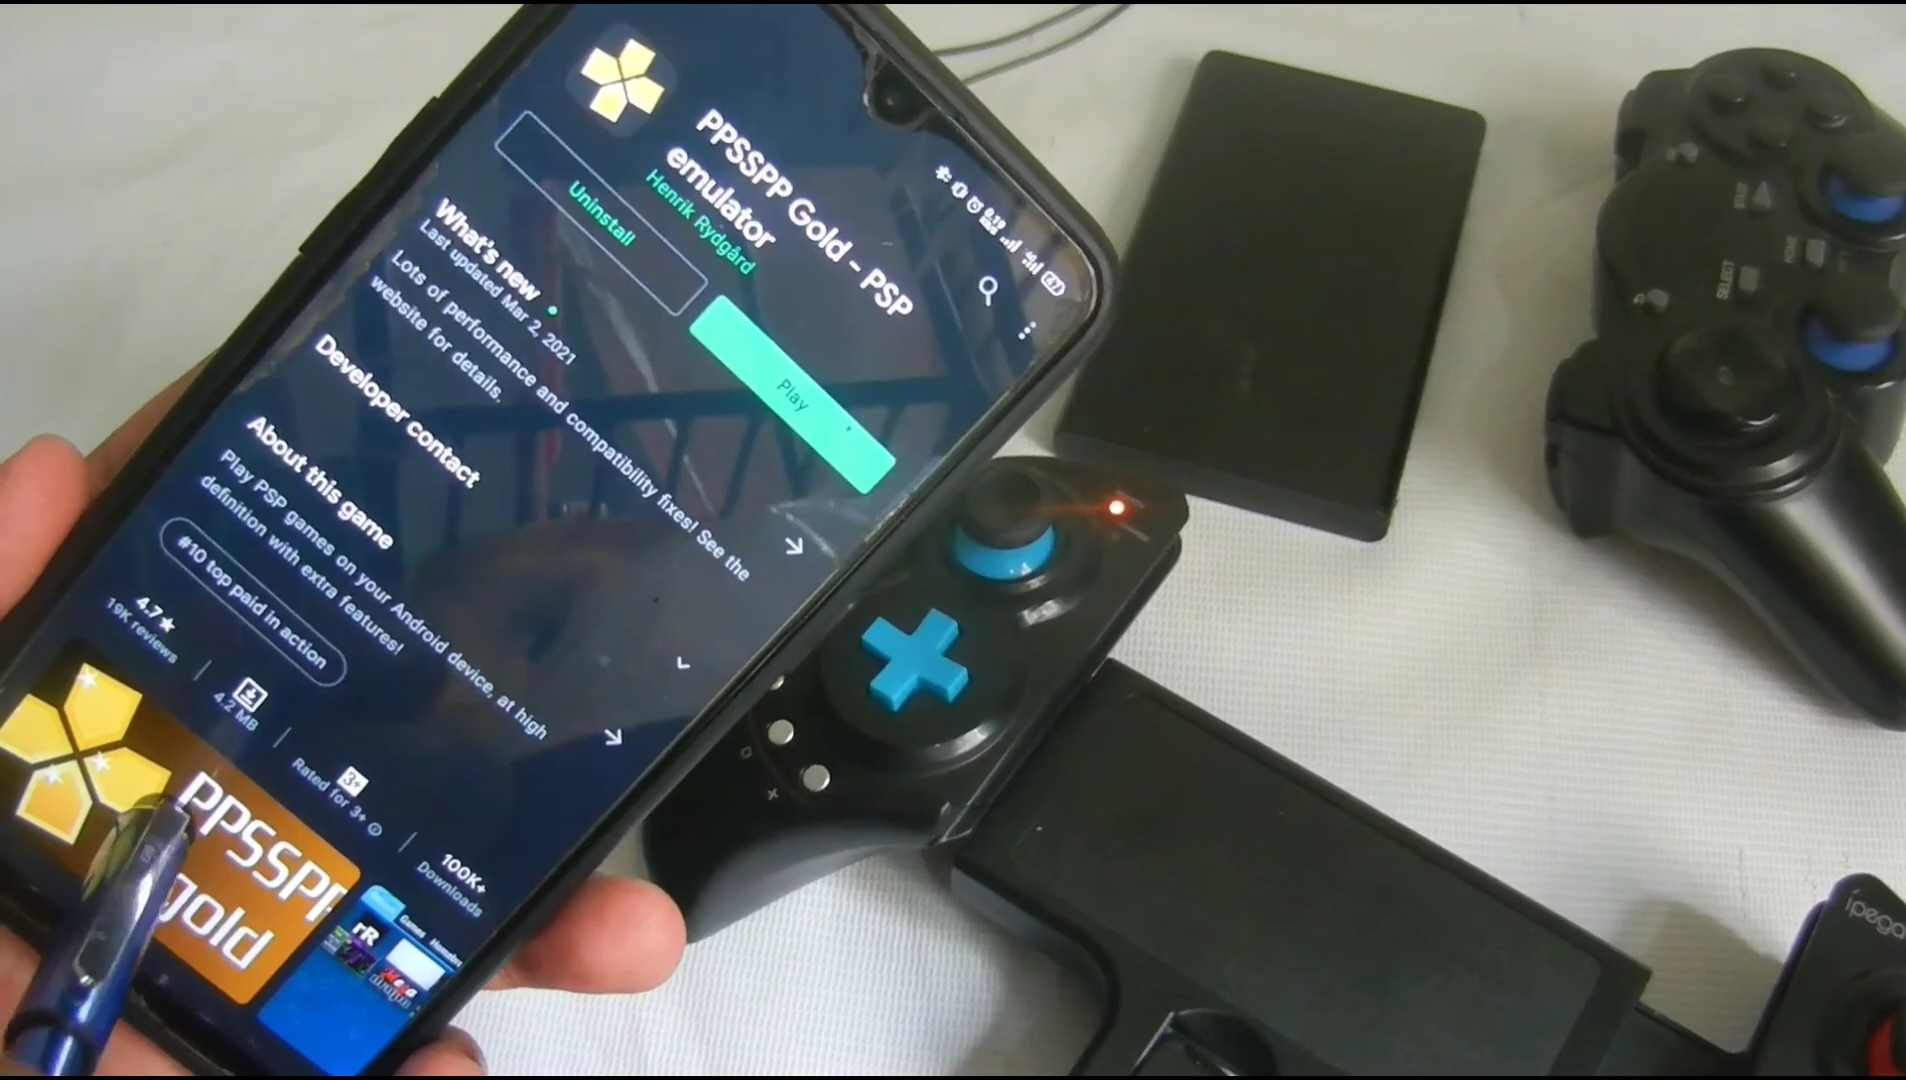 PPSSPP Gold - PSP
emulator
Henrik Rydgård
Uninstall
Play
What's new
Last updated Mar 2, 2021
Lots of performance and compatibility fixes! See the
website for details.
Developer contact
About this game
Play PSP games on your Android device, at high
definition with extra features!
#10 top paid in action
4.7★
19K reviews
4.2 MB
3+
Rated for 3+
100K+
Downloads
PPSSPP
gold
Games
rR
SELECT
ipega